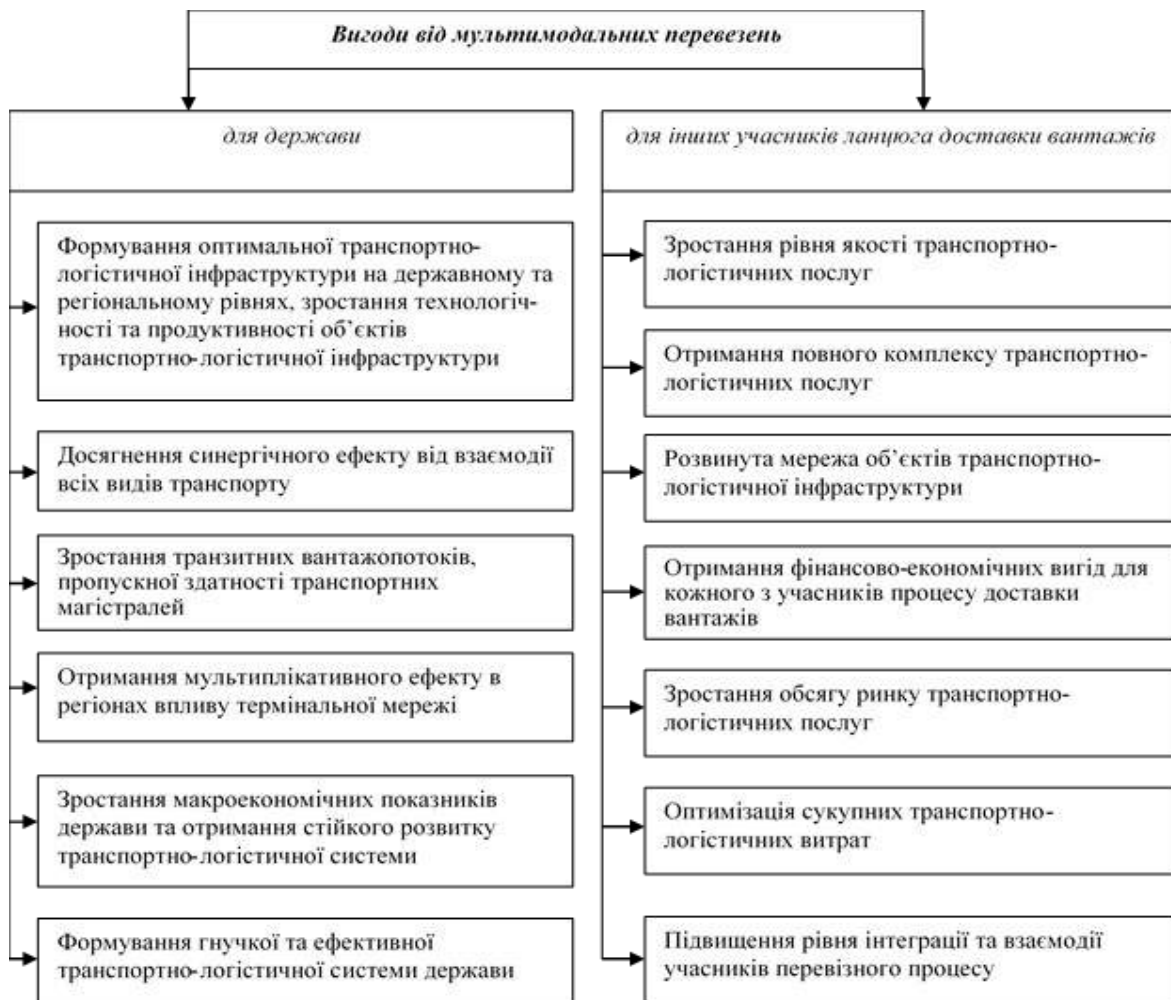 Вигоди від мультимодальних перевезень
для держави
Формування оптимальної транспортно-
логістичної інфраструктури на державному та
регіональному рівнях, зростання технологіч-
ності та продуктивності об’єктів
транспортно-логістичної інфраструктури
Досягнення синергічного ефекту від взаємодії
всіх видів транспорту
Зростання транзитних вантажопотоків,
пропускної здатності транспортних
магістралей
Отримання мультиплікативного ефекту в
регіонах впливу термінальної мережі
Зростання макроекономічних показників
держави та отримання стійкого розвитку
транспортно-логістичної системи
Формування гнучкої та ефективної
транспортно-логістичної системи держави
для інших учасників ланцюга доставки вантажів
Зростання рівня якості транспортно-
логістичних послуг
Отримання повного комплексу транспортно-
логістичних послуг
Розвинута мережа об’єктів транспортно-
логістичної інфраструктури
Отримання фінансово-економічних вигід для
кожного з учасників процесу доставки
вантажів
Зростання обсягу ринку транспортно-
логістичних послуг
Оптимізація сукупних транспортно-
логістичних витрат
Підвищення рівня інтеграції та взаємодії
учасників перевізного процесу